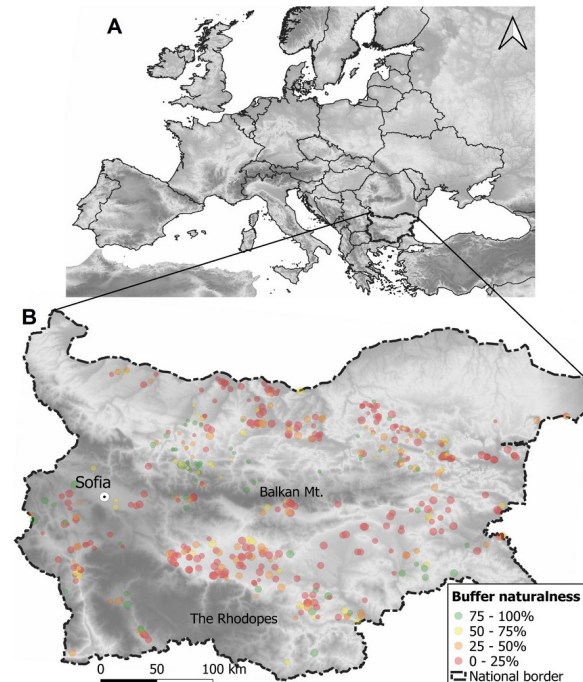 A
B
Sofia
Balkan Mt.
The Rhodopes
0 50 100 km
Buffer naturalness
75 - 100%
50 - 75%
25 - 50%
0 - 25%
National border